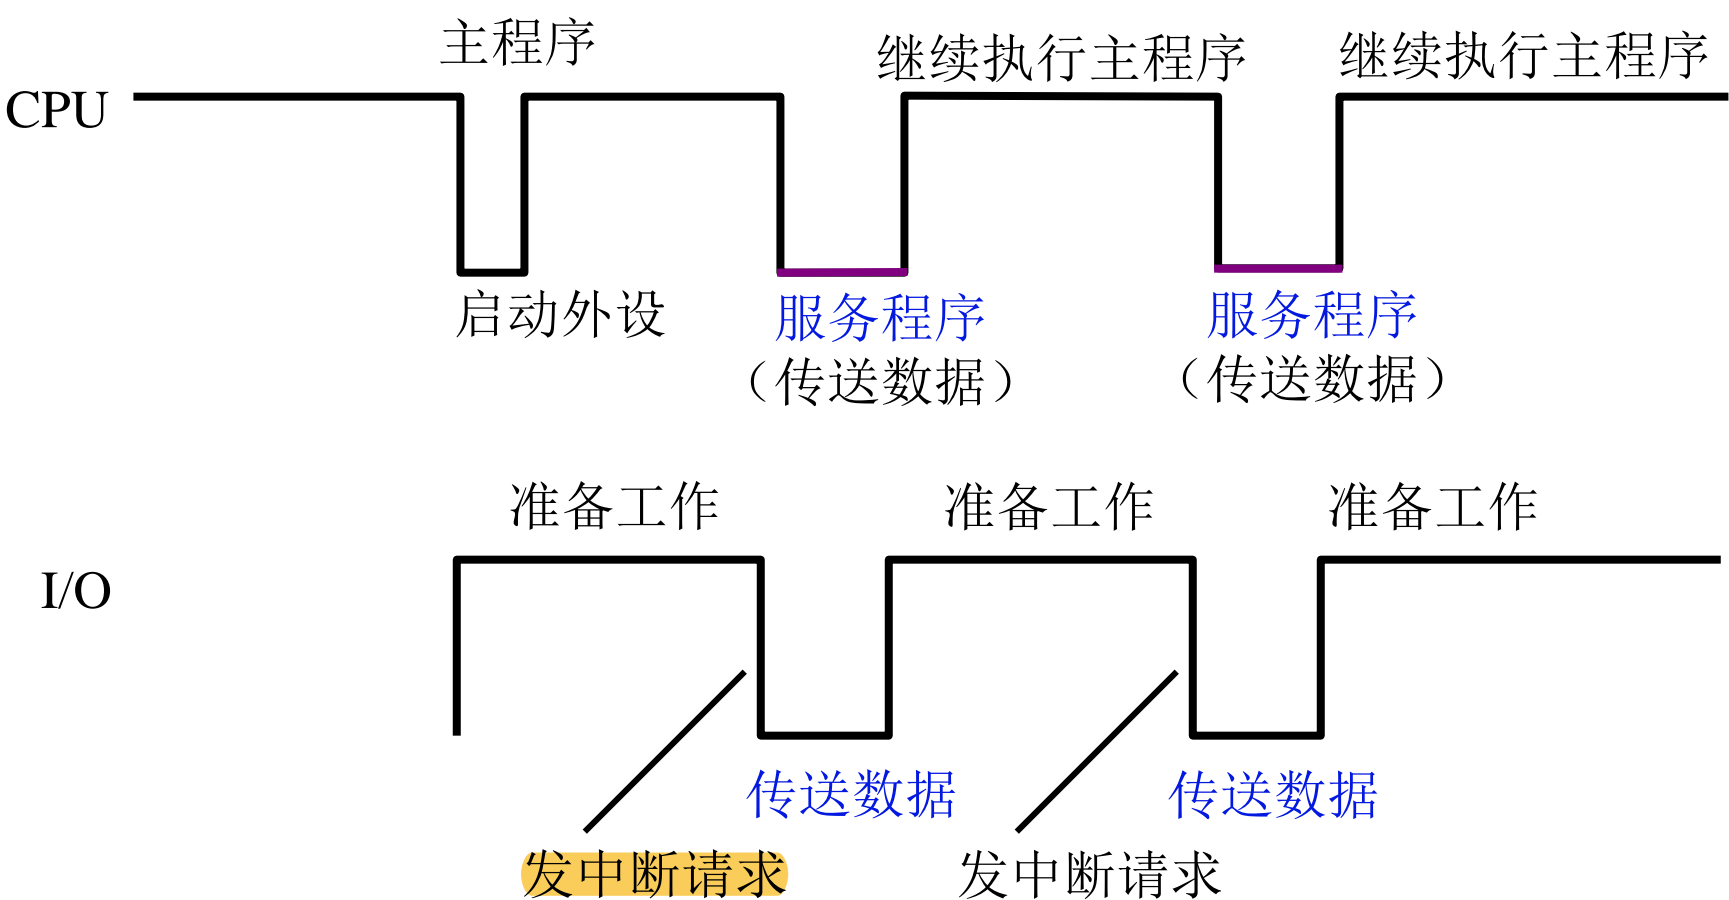 主程序
继续执行主程序
继续执行主程序
CPU
启动外设
服务程序
（传送数据）
服务程序
（传送数据）
准备工作
准备工作
准备工作
I/O
传送数据
传送数据
发中断请求
发中断请求